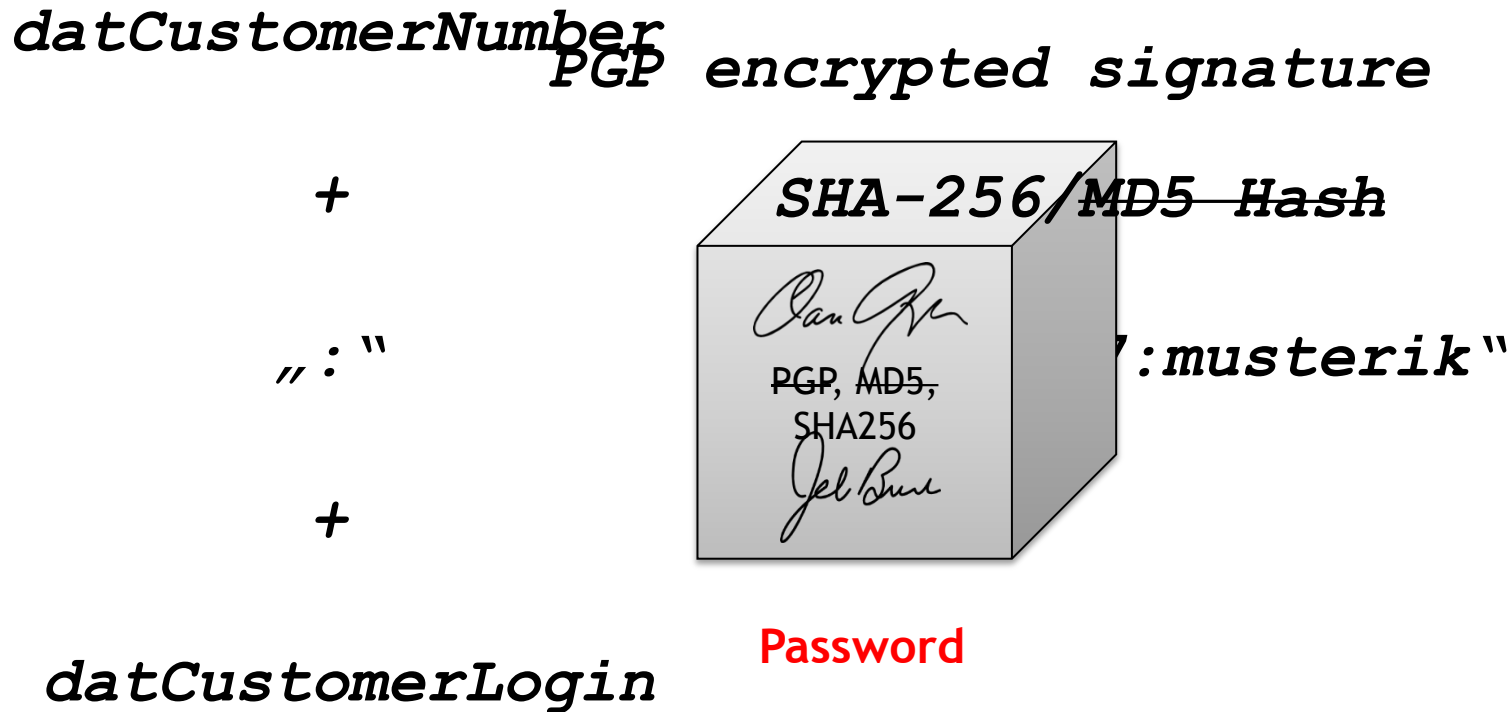 datCustomerNumber
PGP encrypted signature
+
SHA-256/MD5 Hash
„:“
:musterik“
PGP, MD5,
SHA256
+
Password
datCustomerLogin